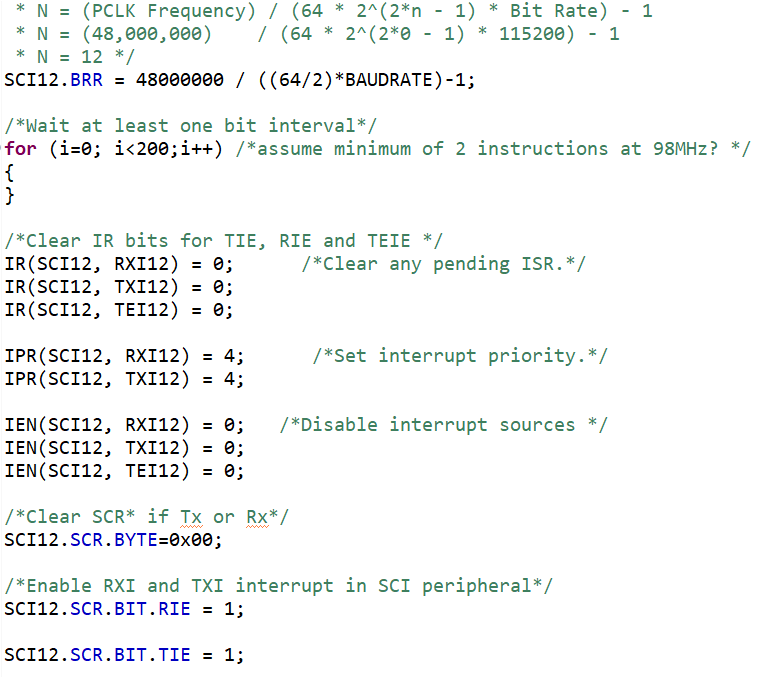 * N = (PCLK Frequency) / (64 * 2^(2*n - 1) * Bit Rate) - 1
* N = (48,000,000)    / (64 * 2^(2*0 - 1) * 115200) - 1
* N = 12 */
SCI12.BRR = 48000000 / ((64/2)*BAUDRATE)-1;
/*Wait at least one bit interval*/
for (i=0; i<200;i++) /*assume minimum of 2 instructions at 98MHz? */
{
}
/*Clear IR bits for TIE, RIE and TEIE */
IR(SCI12, RXI12) = 0;      /*Clear any pending ISR.*/
IR(SCI12, TXI12) = 0;
IR(SCI12, TEI12) = 0;
IPR(SCI12, RXI12) = 4;      /*Set interrupt priority.*/
IPR(SCI12, TXI12) = 4;
IEN(SCI12, RXI12) = 0;   /*Disable interrupt sources */
IEN(SCI12, TXI12) = 0;
IEN(SCI12, TEI12) = 0;
/*Clear SCR* if Tx or Rx*/
SCI12.SCR.BYTE=0x00;
/*Enable RXI and TXI interrupt in SCI peripheral*/
SCI12.SCR.BIT.RIE = 1;
SCI12.SCR.BIT.TIE = 1;